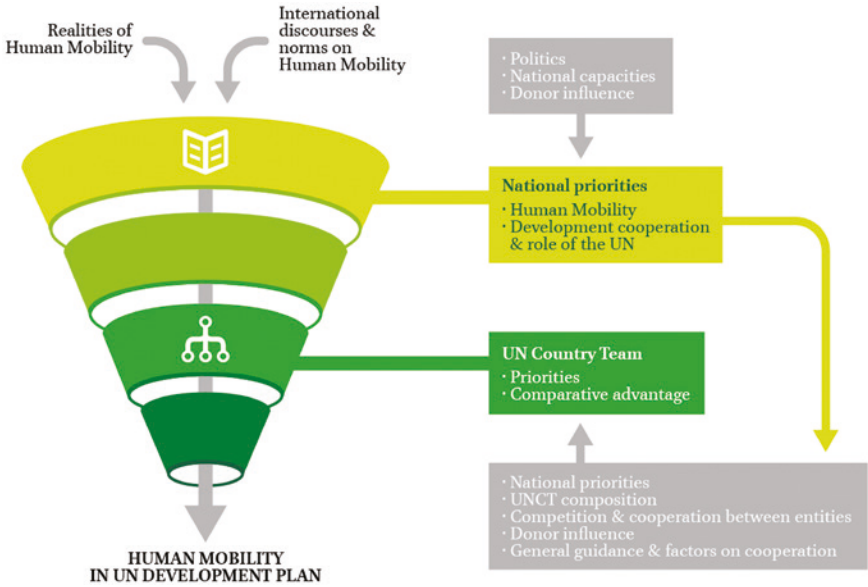 Realities of
Human Mobility
International
discourses &
norms on
Human Mobility
· Politics
· National capacities
· Donor influence
National priorities
· Human Mobility
· Development cooperation
& role of the UN
UN Country Team
· Priorities
· Comparative advantage
· National priorities
· UNCT composition
· Competition & cooperation between entities
· Donor influence
· General guidance & factors on cooperation
HUMAN MOBILITY
IN UN DEVELOPMENT PLAN